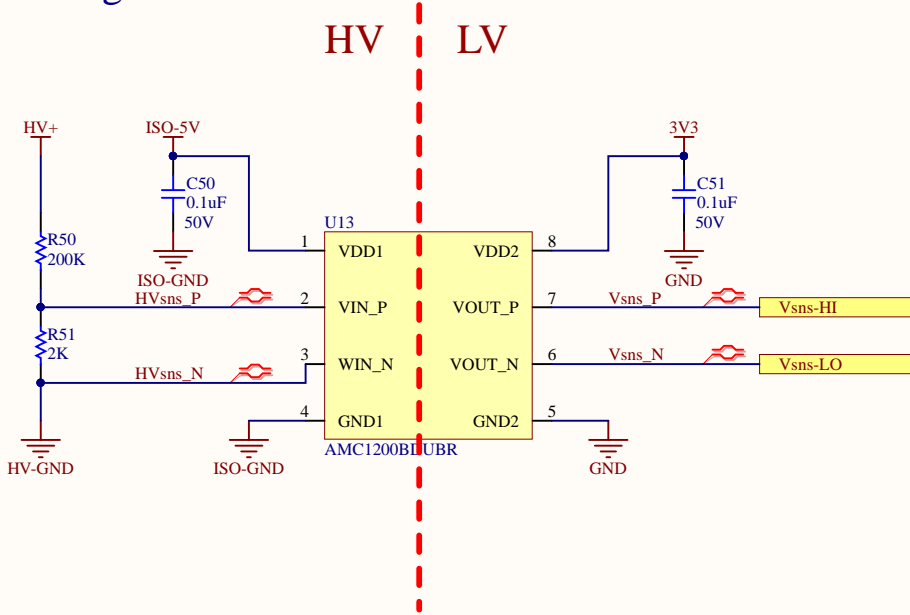 HV LV
HV+ ISO-5V 3V3
C50 C51
0.1uF 0.1uF
50V 50V
U13
R50
200K
1 VDD1 VDD2 8
ISO-GND GND
HVsns_P 2 VIN_P VOUT_P 7 Vsns_P Vsns-HI
R51
2K
HVsns_N 3 WIN_N VOUT_N 6 Vsns_N Vsns-LO
4 GND1 GND2 5
AMC1200BDUBR
HV-GND ISO-GND GND